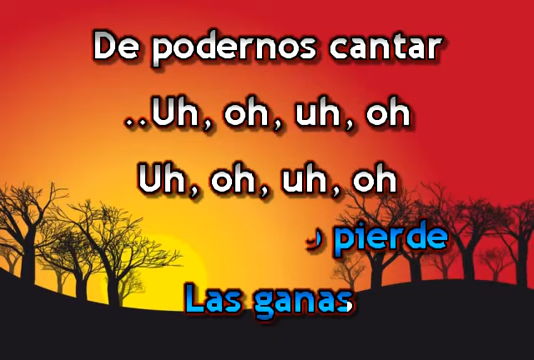 De podernos cantar
..Uh, oh, uh, oh
Uh, oh, uh, oh
pierde
Las ganas